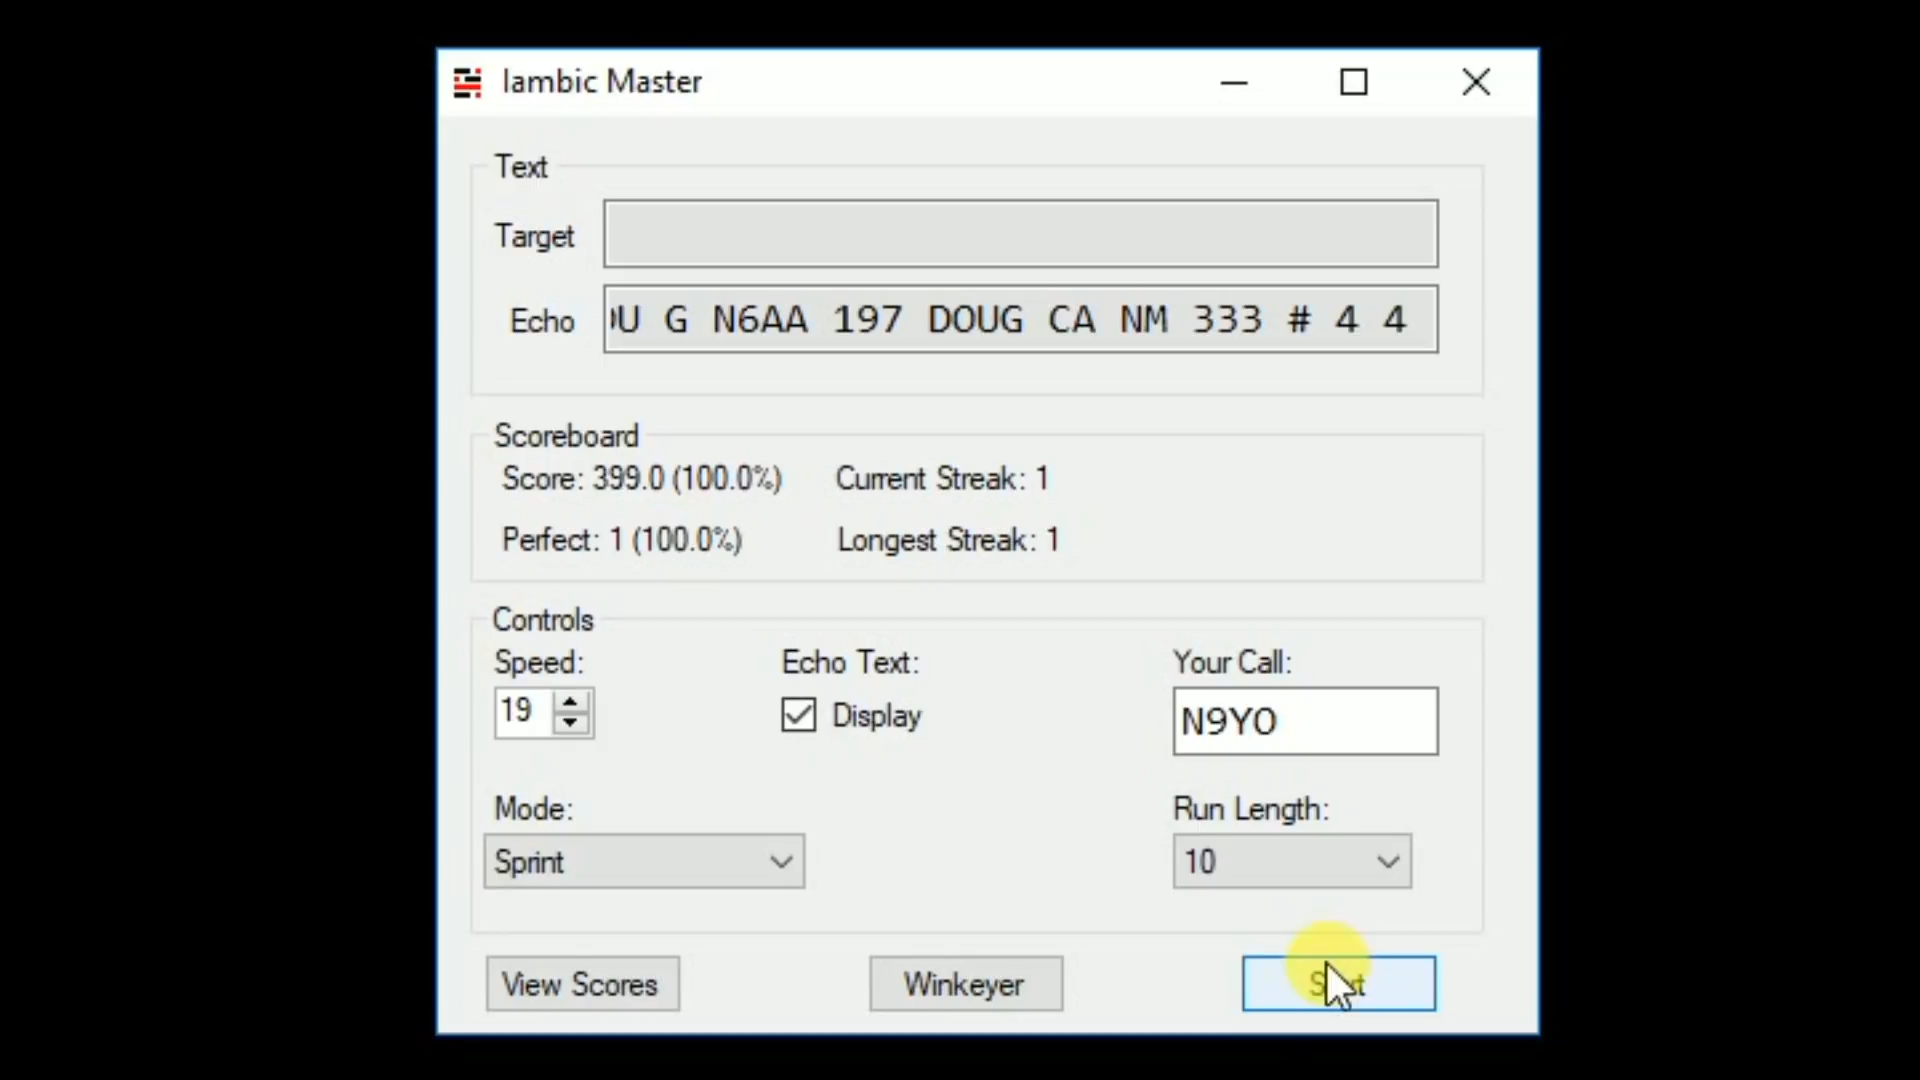 Iambic Master
Text
Target
Echo U G N6AA 197 DOUG CA NM 333 # 4 4
Scoreboard
Score: 399.0 (100.0%) Current Streak: 1
Perfect: 1 (100.0%) Longest Streak: 1
Controls
Speed: Echo Text: Your Call:
19 Display N9YO
Mode: Run Length:
Sprint 10
View Scores Winkeyer